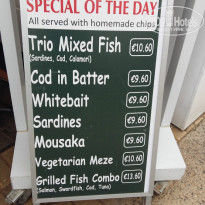 SPECIAL OF THE DAY
All served with homemade chips
Trio Mixed Fish €10.60
(Sardines, Cod, Calamari)
Cod in Batter €9.60
Whitebait €9.60
Sardines €9.60
Mousaka €9.60
Vegetarian Meze €10.60
Grilled Fish Combo €13.60
(Salmon, Swordfish, Cod, Tuna)